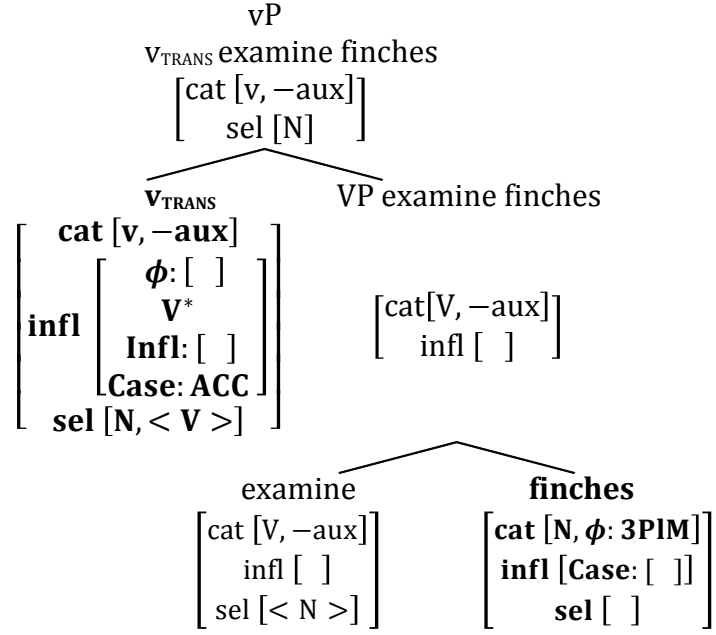 vP
vTRANS examine finches
[cat [v, −aux]
sel [N]]
vTRANS VP examine finches
[cat [v, −aux]
infl [ϕ: [ ]
V*
Infl: [ ]
Case: ACC]
sel [N, < V >]]
[cat[V, −aux]
infl [ ]]
examine finches
[cat [V, −aux]
infl [ ]
sel [< N >]]
[cat [N, ϕ: 3PlM]
infl [Case: [ ]]
sel [ ]]